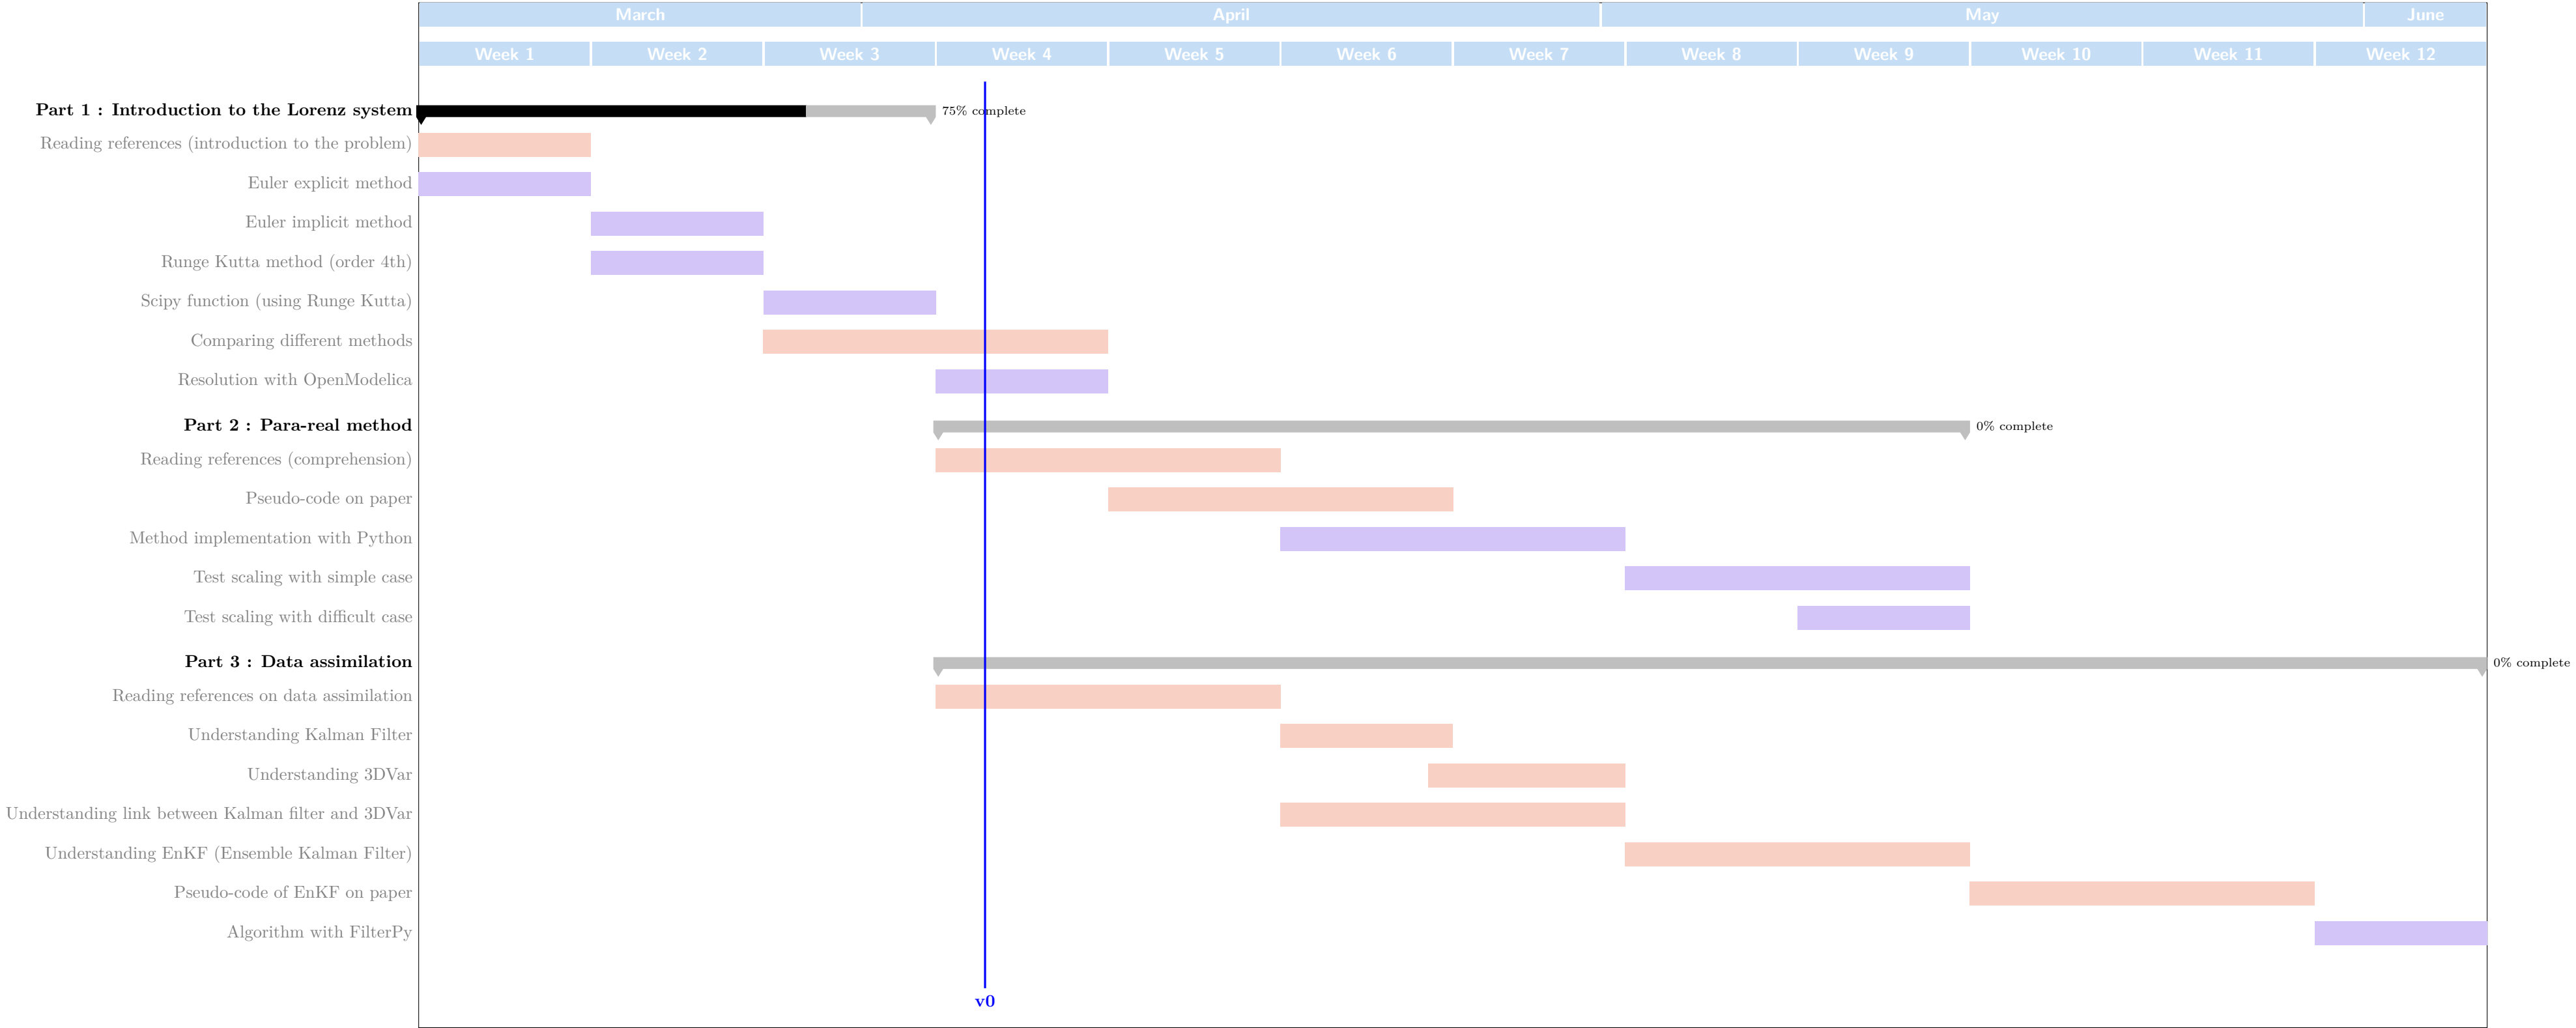 March April May June
Week 1 Week 2 Week 3 Week 4 Week 5 Week 6 Week 7 Week 8 Week 9 Week 10 Week 11 Week 12
Part 1 : Introduction to the Lorenz system 75% complete
Reading references (introduction to the problem)
Euler explicit method
Euler implicit method
Runge Kutta method (order 4th)
Scipy function (using Runge Kutta)
Comparing different methods
Resolution with OpenModelica
Part 2 : Para-real method 0% complete
Reading references (comprehension)
Pseudo-code on paper
Method implementation with Python
Test scaling with simple case
Test scaling with difficult case
Part 3 : Data assimilation 0% complete
Reading references on data assimilation
Understanding Kalman Filter
Understanding 3DVar
Understanding link between Kalman filter and 3DVar
Understanding EnKF (Ensemble Kalman Filter)
Pseudo-code of EnKF on paper
Algorithm with FilterPy
v0